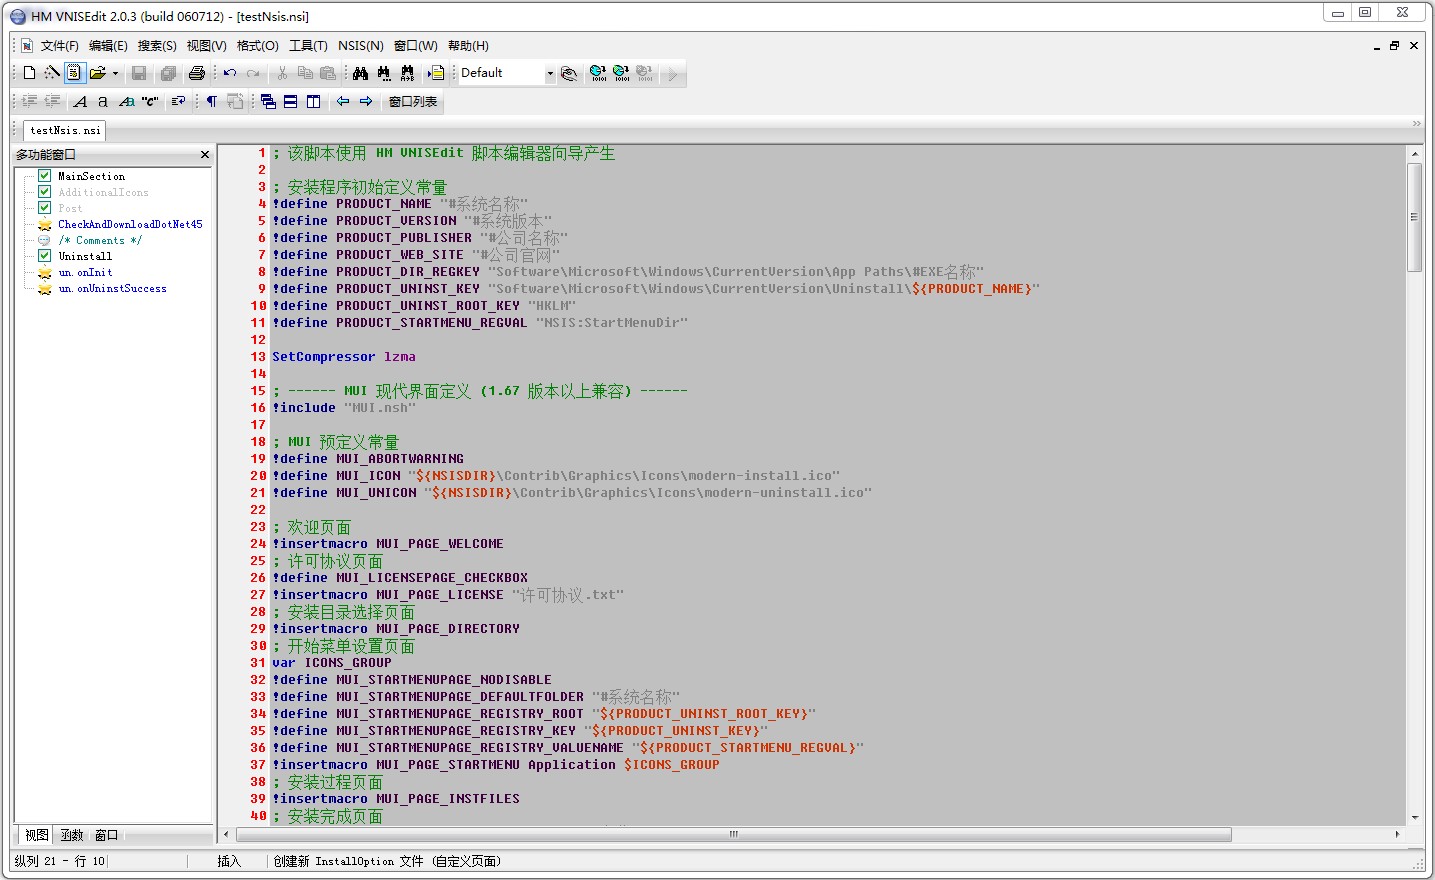 HM VNISEdit 2.0.3 (build 060712) - [testNsis.nsi]
文件(F) 编辑(E) 搜索(S) 视图(V) 格式(O) 工具(T) NSIS(N) 窗口(W) 帮助(H)
Default
窗口列表
testNsis.nsi
多功能窗口
MainSection
AdditionalIcons
Post
CheckAndDownloadDotNet45
/* Comments */
Uninstall
un.onInit
un.onUninstSuccess
1 ; 该脚本使用 HM VNISEdit 脚本编辑器向导产生
2
3 ; 安装程序初始定义常量
4 !define PRODUCT_NAME "#系统名称"
5 !define PRODUCT_VERSION "#系统版本"
6 !define PRODUCT_PUBLISHER "#公司名称"
7 !define PRODUCT_WEB_SITE "#公司官网"
8 !define PRODUCT_DIR_REGKEY "Software\Microsoft\Windows\CurrentVersion\App Paths\#EXE名称"
9 !define PRODUCT_UNINST_KEY "Software\Microsoft\Windows\CurrentVersion\Uninstall\${PRODUCT_NAME}"
10 !define PRODUCT_UNINST_ROOT_KEY "HKLM"
11 !define PRODUCT_STARTMENU_REGVAL "NSIS:StartMenuDir"
12
13 SetCompressor lzma
14
15 ; ------ MUI 现代界面定义 (1.67 版本以上兼容) ------
16 !include "MUI.nsh"
17
18 ; MUI 预定义常量
19 !define MUI_ABORTWARNING
20 !define MUI_ICON "${NSISDIR}\Contrib\Graphics\Icons\modern-install.ico"
21 !define MUI_UNICON "${NSISDIR}\Contrib\Graphics\Icons\modern-uninstall.ico"
22
23 ; 欢迎页面
24 !insertmacro MUI_PAGE_WELCOME
25 ; 许可协议页面
26 !define MUI_LICENSEPAGE_CHECKBOX
27 !insertmacro MUI_PAGE_LICENSE "许可协议.txt"
28 ; 安装目录选择页面
29 !insertmacro MUI_PAGE_DIRECTORY
30 ; 开始菜单设置页面
31 var ICONS_GROUP
32 !define MUI_STARTMENUPAGE_NODISABLE
33 !define MUI_STARTMENUPAGE_DEFAULTFOLDER "#系统名称"
34 !define MUI_STARTMENUPAGE_REGISTRY_ROOT "${PRODUCT_UNINST_ROOT_KEY}"
35 !define MUI_STARTMENUPAGE_REGISTRY_KEY "${PRODUCT_UNINST_KEY}"
36 !define MUI_STARTMENUPAGE_REGISTRY_VALUENAME "${PRODUCT_STARTMENU_REGVAL}"
37 !insertmacro MUI_PAGE_STARTMENU Application $ICONS_GROUP
38 ; 安装过程页面
39 !insertmacro MUI_PAGE_INSTFILES
40 ; 安装完成页面
视图 函数 窗口
纵列 21 - 行 10 插入 创建新 InstallOption 文件 (自定义页面)